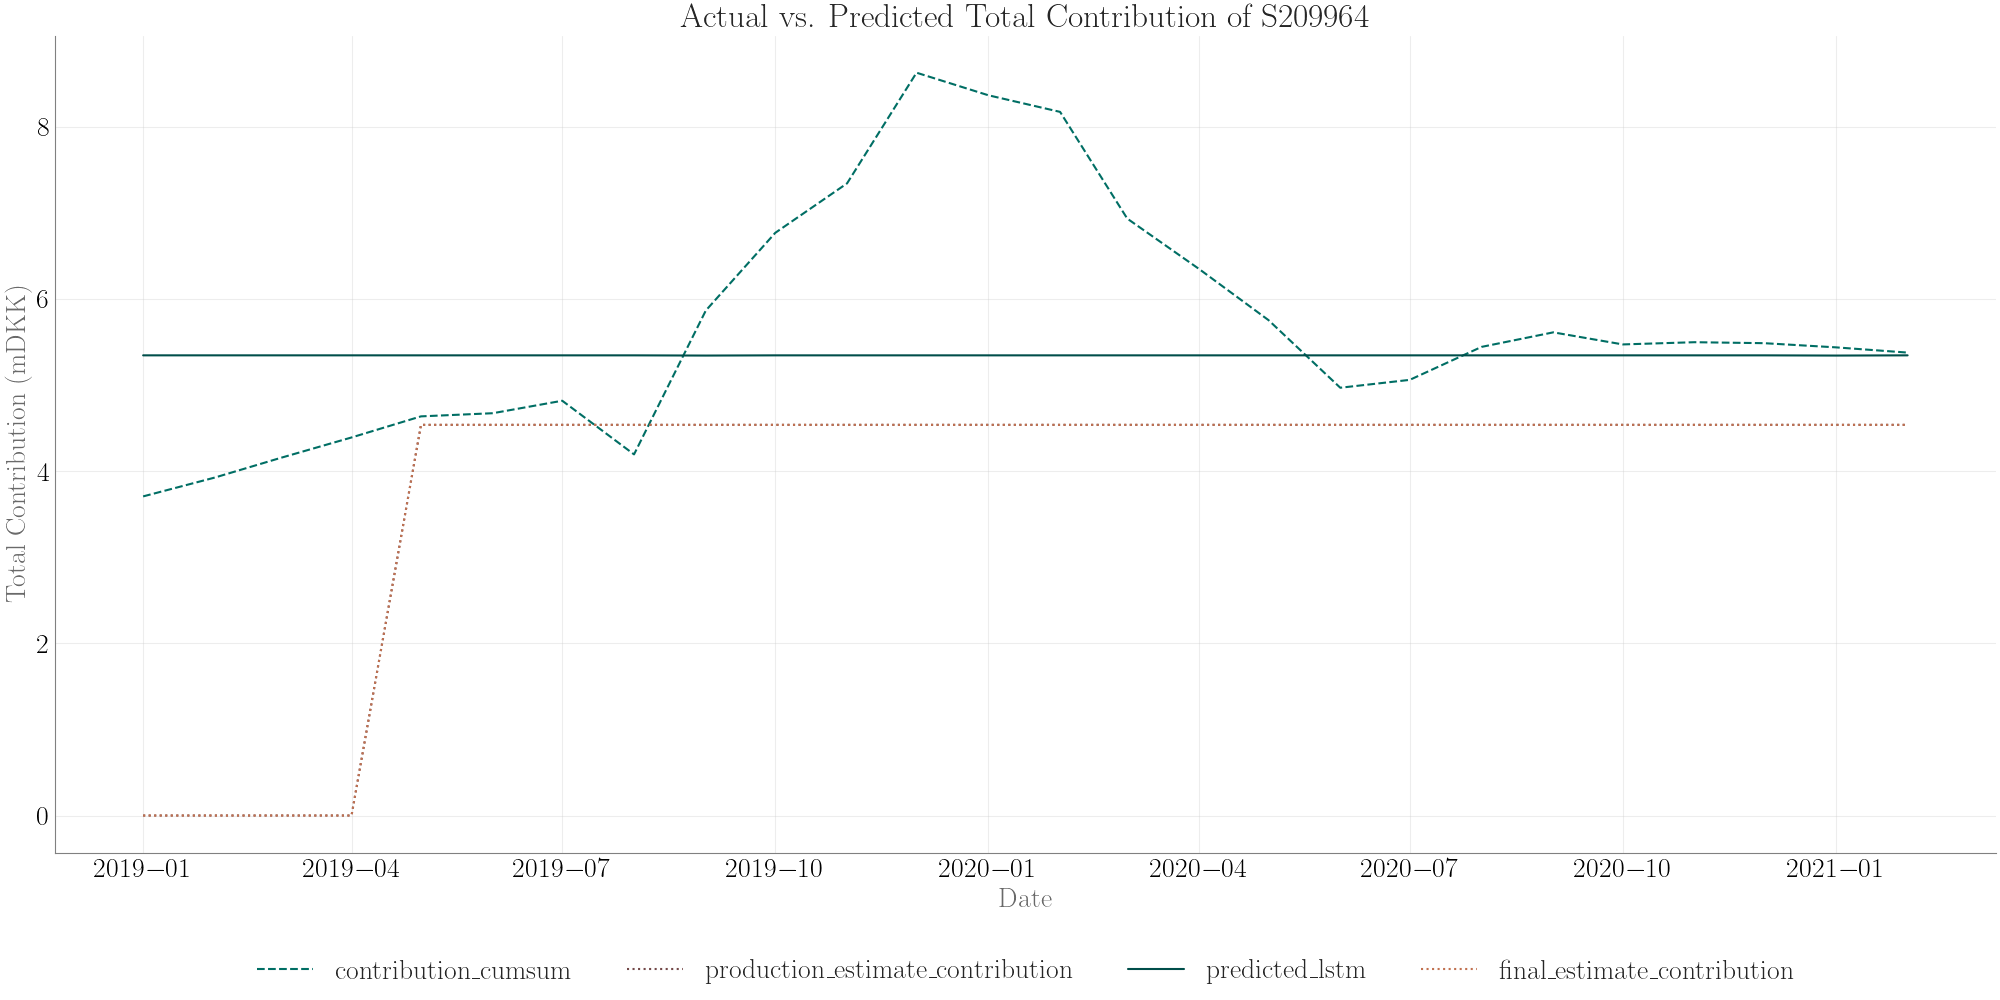 Actual vs. Predicted Total Contribution of S209964
Total Contribution (mDKK)
8
6
4
2
0
2019−01 2019−04 2019−07 2019−10 2020−01 2020−04 2020−07 2020−10 2021−01
Date
contribution_cumsum production_estimate_contribution predicted_lstm final_estimate_contribution